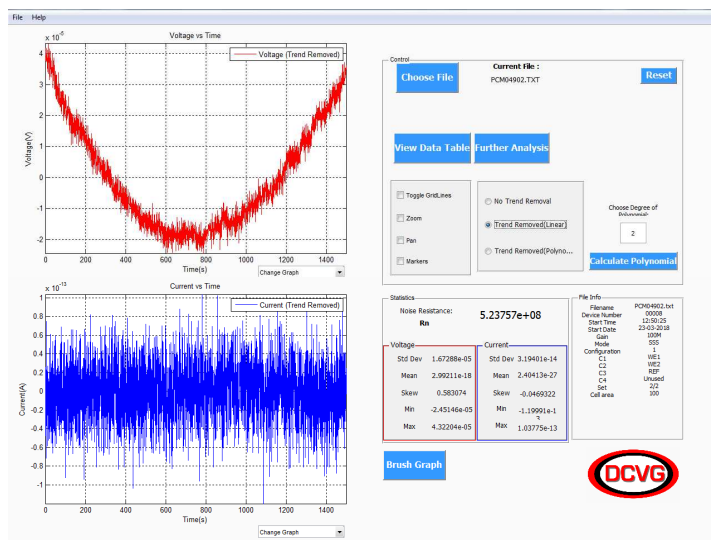 File Help
Voltage vs Time
x 10⁻⁵
Voltage (Trend Removed)
4
3
2
1
0
-1
-2
Voltage(V)
0 200 400 600 800 1000 1200 1400
Time(s)
Change Graph
Current vs Time
x 10⁻¹³
Current (Trend Removed)
1
0.8
0.6
0.4
0.2
0
-0.2
-0.4
-0.6
-0.8
-1
Current(A)
0 200 400 600 800 1000 1200 1400
Time(s)
Change Graph
Control
Choose File
Current File :
PCM04902.TXT
Reset
View Data Table
Further Analysis
Toggle GridLines
Zoom
Pan
Markers
No Trend Removal
Trend Removed(Linear)
Trend Removed(Polyno...
Choose Degree of
Polynomial:
2
Calculate Polynomial
Statistics
Noise Resistance:
Rn
5.23757e+08
Voltage
Std Dev 1.67288e-05
Mean 2.99211e-18
Skew 0.583074
Min -2.45146e-05
Max 4.32204e-05
Current
Std Dev 3.19401e-14
Mean 2.40413e-27
Skew -0.0469322
Min -1.19991e-1
3
Max 1.03775e-13
File Info
Filename PCM04902.txt
Device Number 00008
Start Time 12:50:25
Start Date 23-03-2018
Gain 100M
Mode SSS
Configuration 1
C1 WE1
C2 WE2
C3 REF
C4 Unused
Set 2/2
Cell area 100
Brush Graph
DCVG